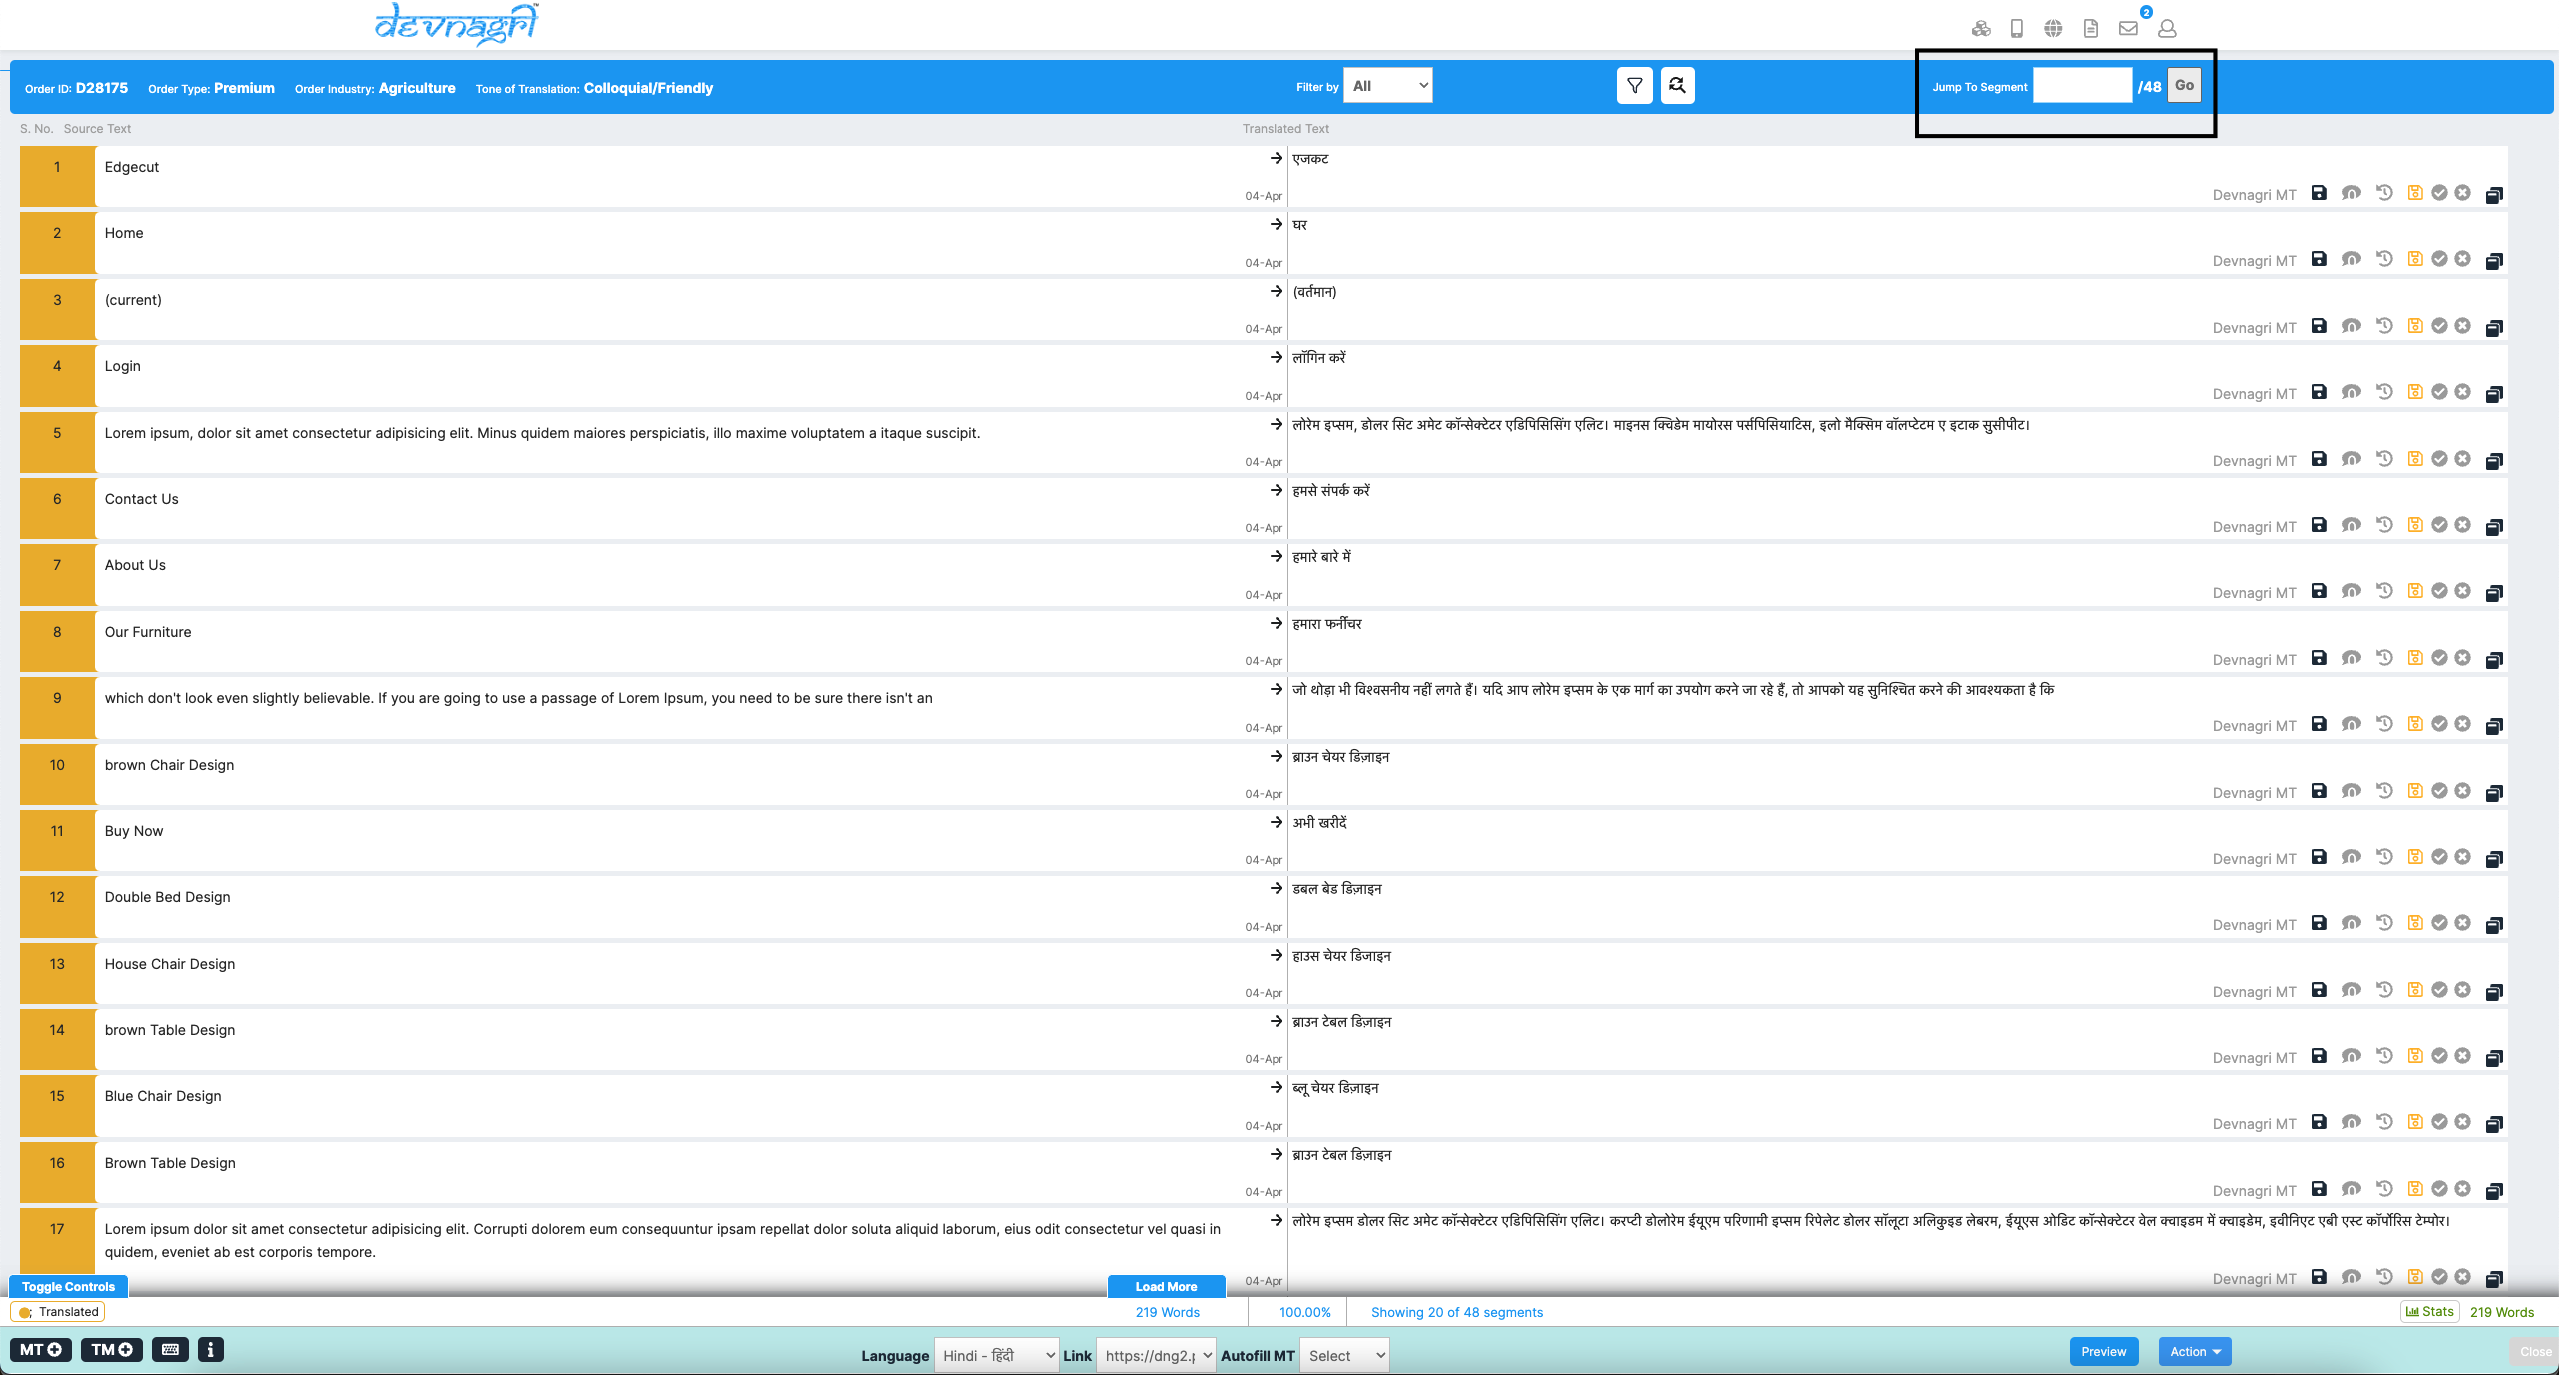 devnagri
2
Order ID: D28175 Order Type: Premium Order Industry: Agriculture Tone of Translation: Colloquial/Friendly Filter by All Jump To Segment /48 Go
S. No. Source Text Translated Text
1 Edgecut एजकट
04-Apr Devnagri MT
2 Home घर
04-Apr Devnagri MT
3 (current) (वर्तमान)
04-Apr Devnagri MT
4 Login लॉगिन करें
04-Apr Devnagri MT
5 Lorem ipsum, dolor sit amet consectetur adipisicing elit. Minus quidem maiores perspiciatis, illo maxime voluptatem a itaque suscipit. लोरेम इप्सम, डोलर सिट अमेट कॉन्सेक्टेटर एडिपिसिसिंग एलिट। माइनस क्विडेम मायोरस पर्सपिसियाटिस, इलो मैक्सिम वॉलप्टेटम ए इटाक सुसीपीट।
04-Apr Devnagri MT
6 Contact Us हमसे संपर्क करें
04-Apr Devnagri MT
7 About Us हमारे बारे में
04-Apr Devnagri MT
8 Our Furniture हमारा फर्नीचर
04-Apr Devnagri MT
9 which don't look even slightly believable. If you are going to use a passage of Lorem Ipsum, you need to be sure there isn't an जो थोड़ा भी विश्वसनीय नहीं लगते हैं। यदि आप लोरेम इप्सम के एक मार्ग का उपयोग करने जा रहे हैं, तो आपको यह सुनिश्चित करने की आवश्यकता है कि
04-Apr Devnagri MT
10 brown Chair Design ब्राउन चेयर डिज़ाइन
04-Apr Devnagri MT
11 Buy Now अभी खरीदें
04-Apr Devnagri MT
12 Double Bed Design डबल बेड डिज़ाइन
04-Apr Devnagri MT
13 House Chair Design हाउस चेयर डिजाइन
04-Apr Devnagri MT
14 brown Table Design ब्राउन टेबल डिज़ाइन
04-Apr Devnagri MT
15 Blue Chair Design ब्लू चेयर डिज़ाइन
04-Apr Devnagri MT
16 Brown Table Design ब्राउन टेबल डिज़ाइन
04-Apr Devnagri MT
17 Lorem ipsum dolor sit amet consectetur adipisicing elit. Corrupti dolorem eum consequuntur ipsam repellat dolor soluta aliquid laborum, eius odit consectetur vel quasi in लोरेम इप्सम डोलर सिट अमेट कॉन्सेक्टेटर एडिपिसिसिंग एलिट। करप्टी डोलोरेम ईयूएम परिणामी इप्सम रिपेलेट डोलर सॉलूटा अलिकुइड लेबरम, ईयूएस ओडिट कॉन्सेक्टेटर वेल क्वाइडम में क्वाइडेम, इवीनिएट एबी एस्ट कॉर्पोरिस टेम्पोर।
quidem, eveniet ab est corporis tempore.
04-Apr Devnagri MT
Toggle Controls Load More
; Translated 219 Words 100.00% Showing 20 of 48 segments Stats 219 Words
MT TM Language Hindi - हिंदी Link https://dng2.p Autofill MT Select Preview Action Close